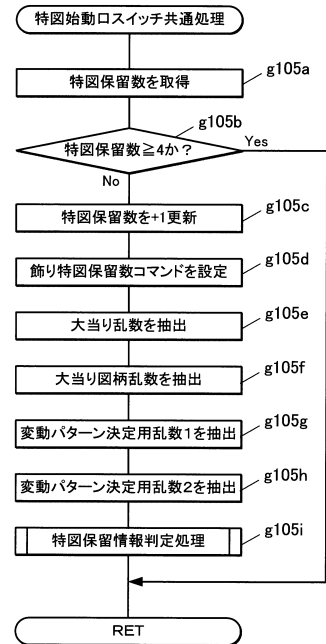 特図始動口スイッチ共通処理
特図保留数を取得
g105a
特図保留数≧4か？
g105b
Yes
No
特図保留数を+1更新
g105c
飾り特図保留数コマンドを設定
g105d
大当り乱数を抽出
g105e
大当り図柄乱数を抽出
g105f
変動パターン決定用乱数1を抽出
g105g
変動パターン決定用乱数2を抽出
g105h
特図保留情報判定処理
g105i
RET